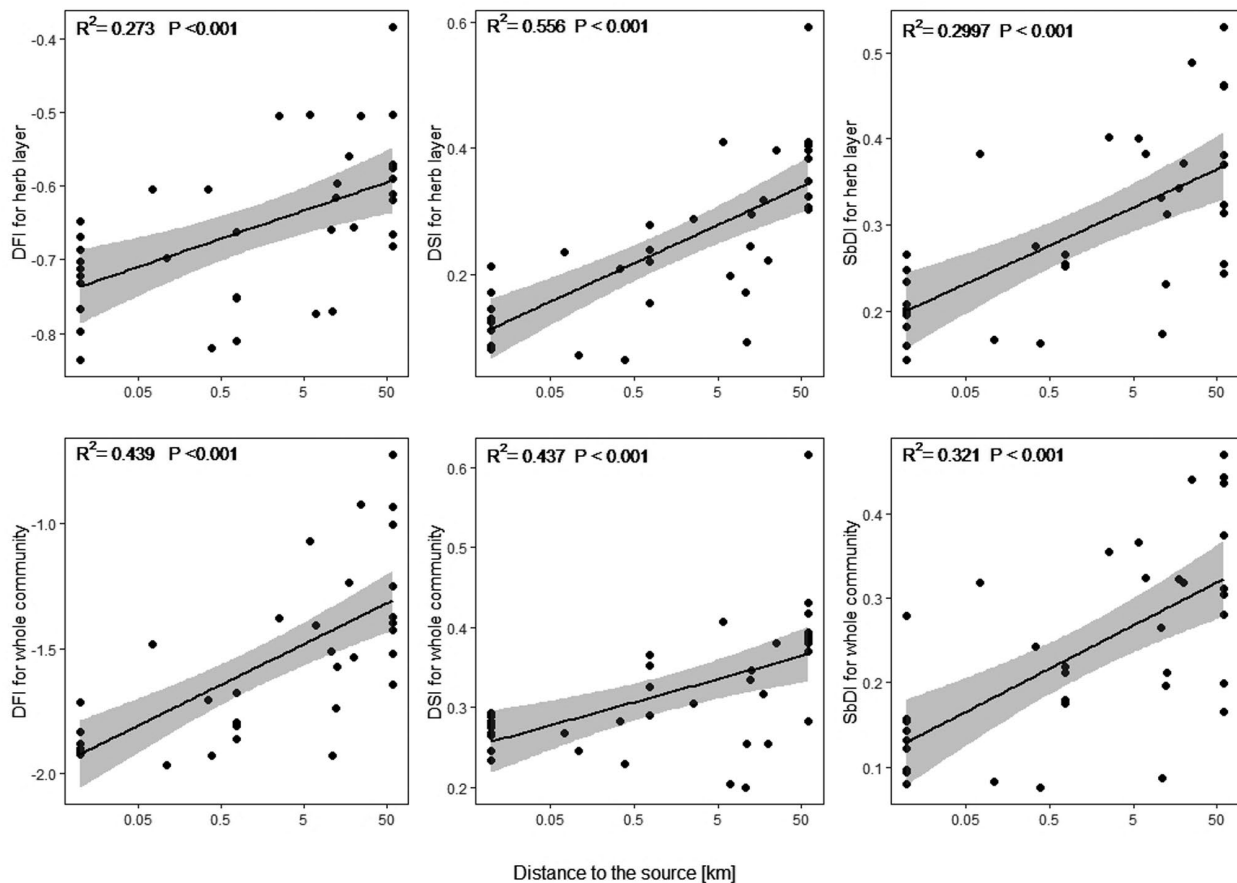 R2= 0.273 P <0.001
DFI for herb layer
-0.4
-0.5
-0.6
-0.7
-0.8
0.05 0.5 5 50
R2= 0.556 P < 0.001
DSI for herb layer
0.6
0.4
0.2
0.05 0.5 5 50
R2= 0.2997 P < 0.001
SbDI for herb layer
0.5
0.4
0.3
0.2
0.05 0.5 5 50
R2= 0.439 P <0.001
DFI for whole community
-1.0
-1.5
-2.0
0.05 0.5 5 50
R2= 0.437 P < 0.001
DSI for whole community
0.6
0.5
0.4
0.3
0.2
0.05 0.5 5 50
R2= 0.321 P < 0.001
SbDI for whole community
0.4
0.3
0.2
0.1
0.05 0.5 5 50
Distance to the source [km]